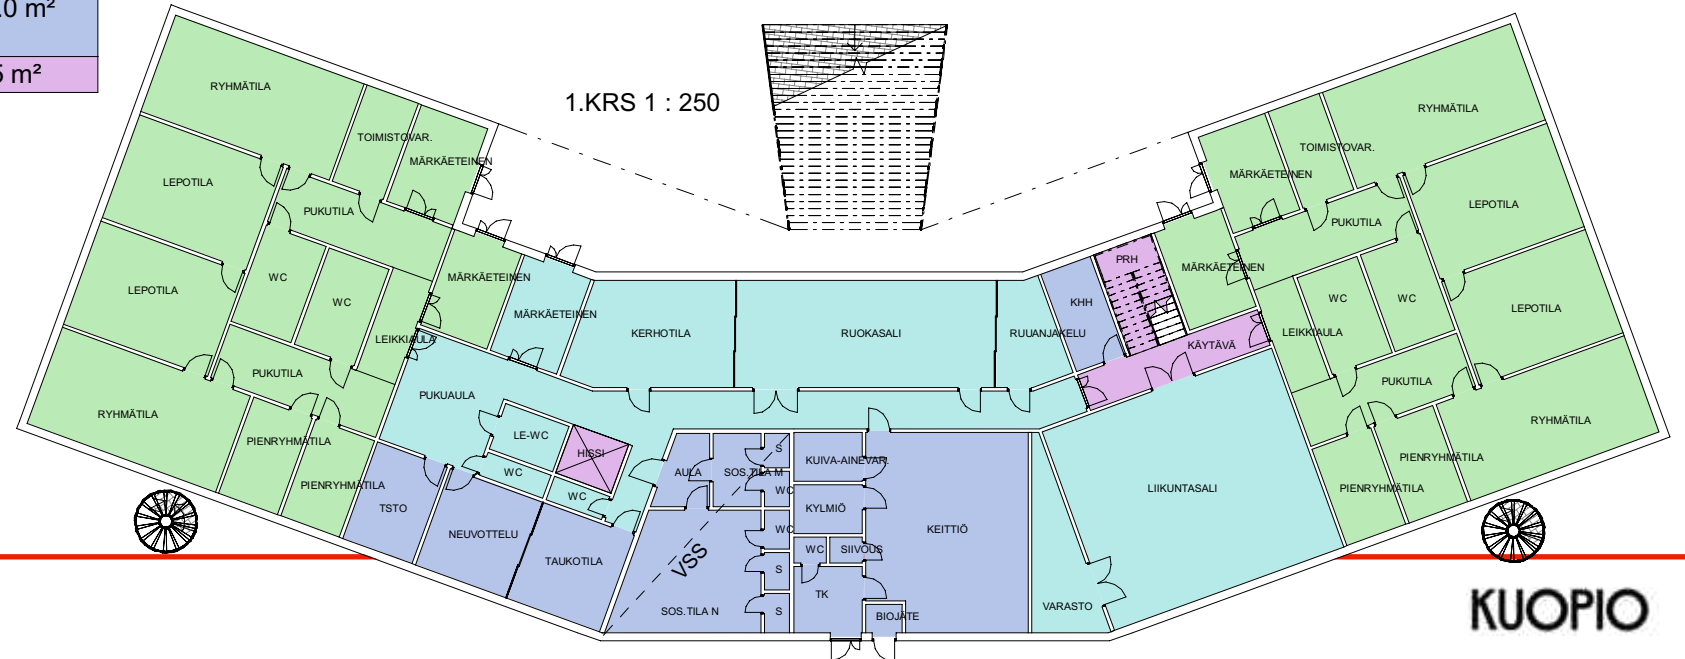 .0 m²
5 m²
1.KRS 1 : 250
RYHMÄTILA
TOIMISTOVAR.
MÄRKÄETEINEN
LEPOTILA
PUKUTILA
WC
WC
LEPOTILA
MÄRKÄETEINEN
MÄRKÄETEINEN
LEIKKIAULA
PUKUTILA
RYHMÄTILA
PIENRYHMÄTILA
PIENRYHMÄTILA
PUKUAULA
LE-WC
HISSI
WC
WC
TSTO
NEUVOTTELU
TAUKOTILA
KERHOTILA
RUOKASALI
RUUANJAKELU
KHH
PRH
KÄYTÄVÄ
AULA
SOS.TILA M
S
WC
WC
S
S
VSS
SOS.TILA N
KUIVA-AINEVAR.
KYLMIÖ
WC
SIIVOUS
TK
BIOJÄTE
KEITTIÖ
VARASTO
LIIKUNTASALI
RYHMÄTILA
TOIMISTOVAR.
MÄRKÄETEINEN
LEPOTILA
PUKUTILA
MÄRKÄETEINEN
WC
WC
LEPOTILA
LEIKKIAULA
PUKUTILA
RYHMÄTILA
PIENRYHMÄTILA
PIENRYHMÄTILA
KUOPIO